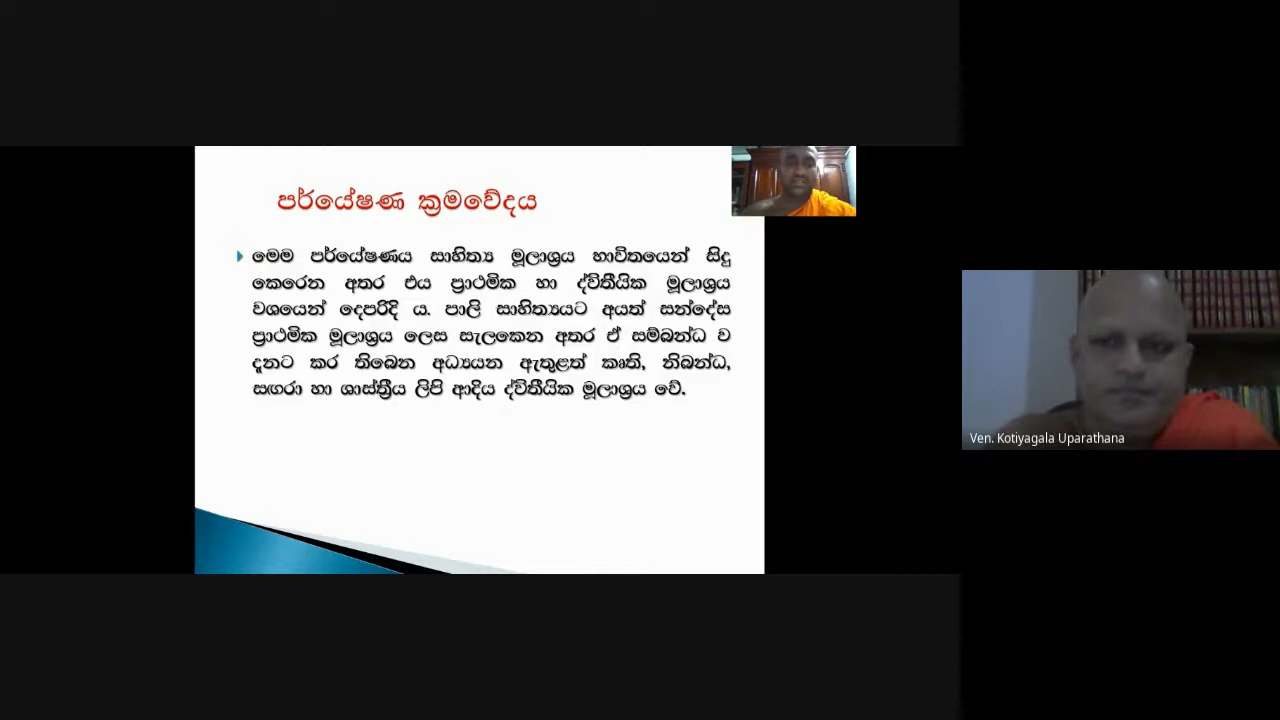 පර්යේෂණ ක්‍රමවේදය
මෙම පර්යේෂණය සාහිත්‍ය මූලාශ්‍රය භාවිතයෙන් සිදු
කෙරෙන අතර එය ප්‍රාථමික හා ද්විතීයික මූලාශ්‍රය
වශයෙන් දෙපරිදි ය. පාලි සාහිත්‍යයට අයත් සන්දේස
ප්‍රාථමික මූලාශ්‍රය ලෙස සැලකෙන අතර ඒ සම්බන්ධ ව
දැනට කර තිබෙන අධ්‍යයන ඇතුළත් කෘති, නිබන්ධ,
සඟරා හා ශාස්ත්‍රීය ලිපි ආදිය ද්විතීයික මූලාශ්‍රය වේ.
Ven. Kotiyagala Uparathana